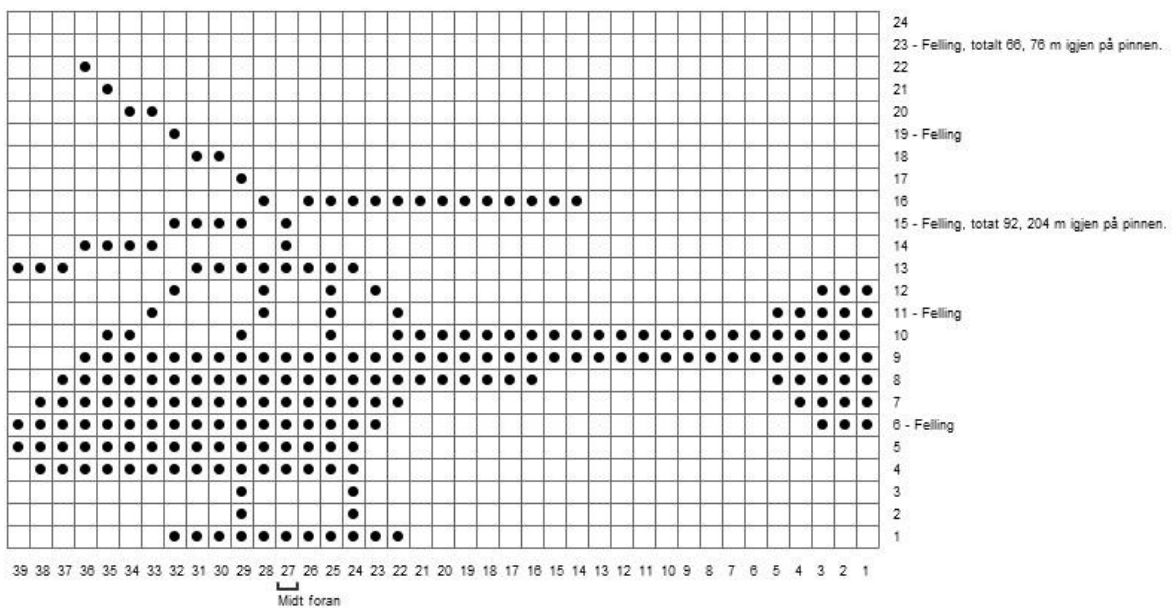 24
23 - Felling, totalt 66, 76 m igjen på pinnen.
22
21
20
19 - Felling
18
17
16
15 - Felling, totat 92, 204 m igjen på pinnen.
14
13
12
11 - Felling
10
9
8
7
6 - Felling
5
4
3
2
1
39 38 37 36 35 34 33 32 31 30 29 28 27 26 25 24 23 22 21 20 19 18 17 16 15 14 13 12 11 10 9 8 7 6 5 4 3 2 1
Midt foran